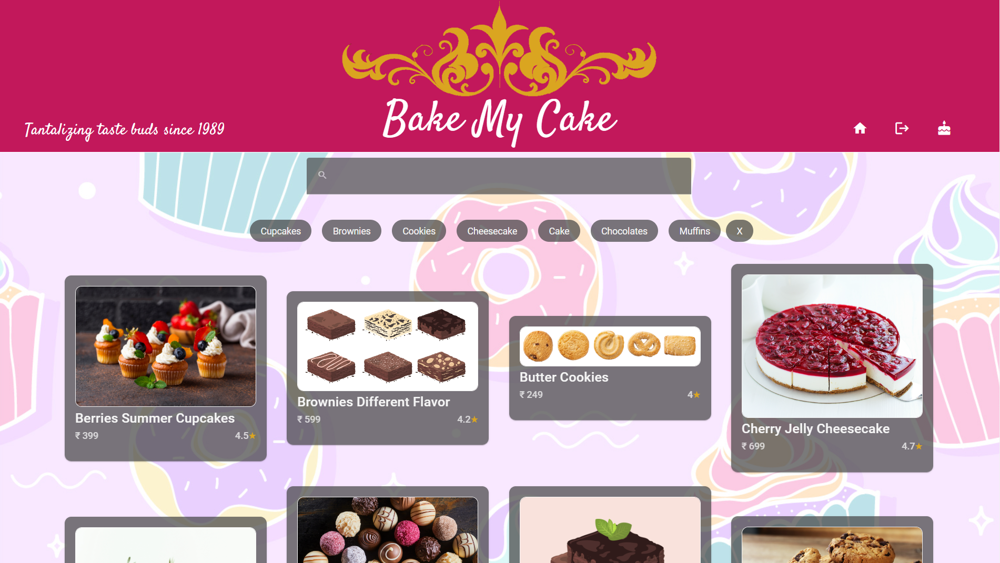 Bake My Cake
Tantalizing taste buds since 1989
Cupcakes
Brownies
Cookies
Cheesecake
Cake
Chocolates
Muffins
X
Berries Summer Cupcakes
₹ 399
4.5★
Brownies Different Flavor
₹ 599
4.2★
Butter Cookies
₹ 249
4★
Cherry Jelly Cheesecake
₹ 699
4.7★